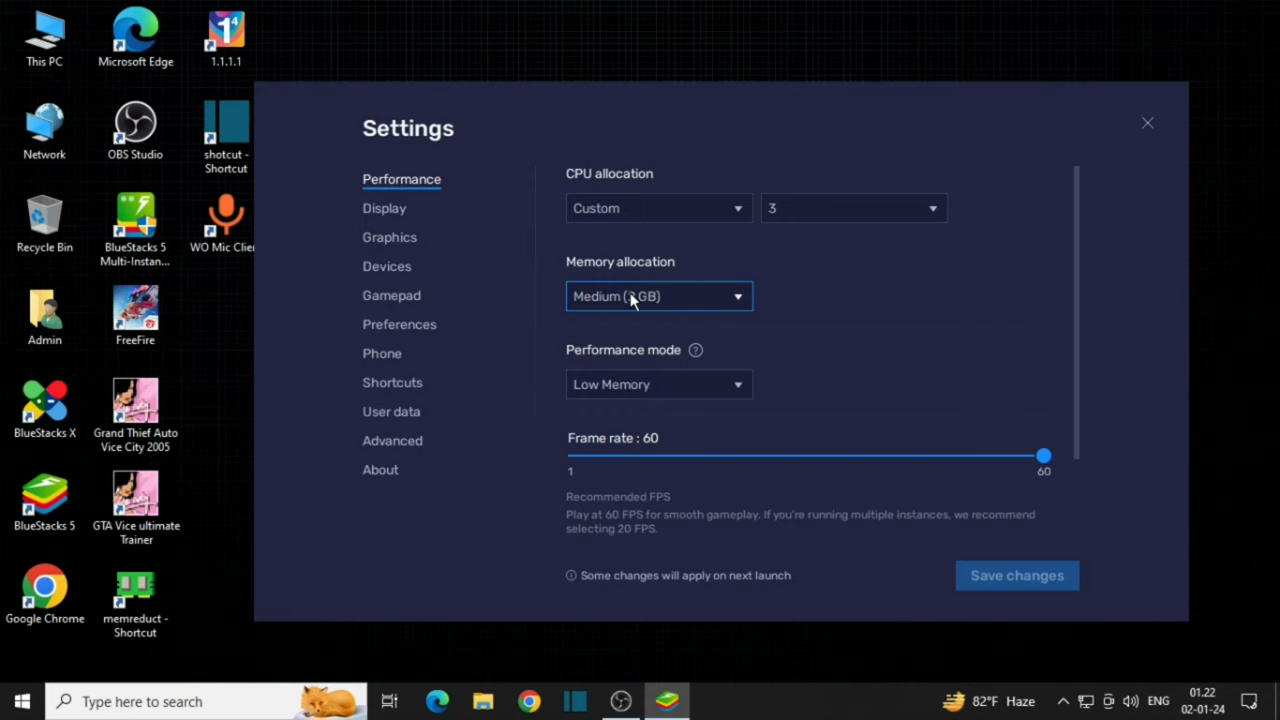 This PC
Microsoft Edge
1.1.1.1
Network
OBS Studio
shotcut -
Shortcut
Recycle Bin
BlueStacks 5
Multi-Instan...
WO Mic Clie
Admin
FreeFire
BlueStacks X
Grand Thief Auto
Vice City 2005
BlueStacks 5
GTA Vice ultimate
Trainer
Google Chrome
memreduct -
Shortcut
Settings
Performance
Display
Graphics
Devices
Gamepad
Preferences
Phone
Shortcuts
User data
Advanced
About
CPU allocation
Custom
3
Memory allocation
Medium ( GB)
Performance mode ?
Low Memory
Frame rate : 60
1
60
Recommended FPS
Play at 60 FPS for smooth gameplay. If you're running multiple instances, we recommend
selecting 20 FPS.
Some changes will apply on next launch
Save changes
Type here to search
82°F Haze
ENG
01.22
02-01-24